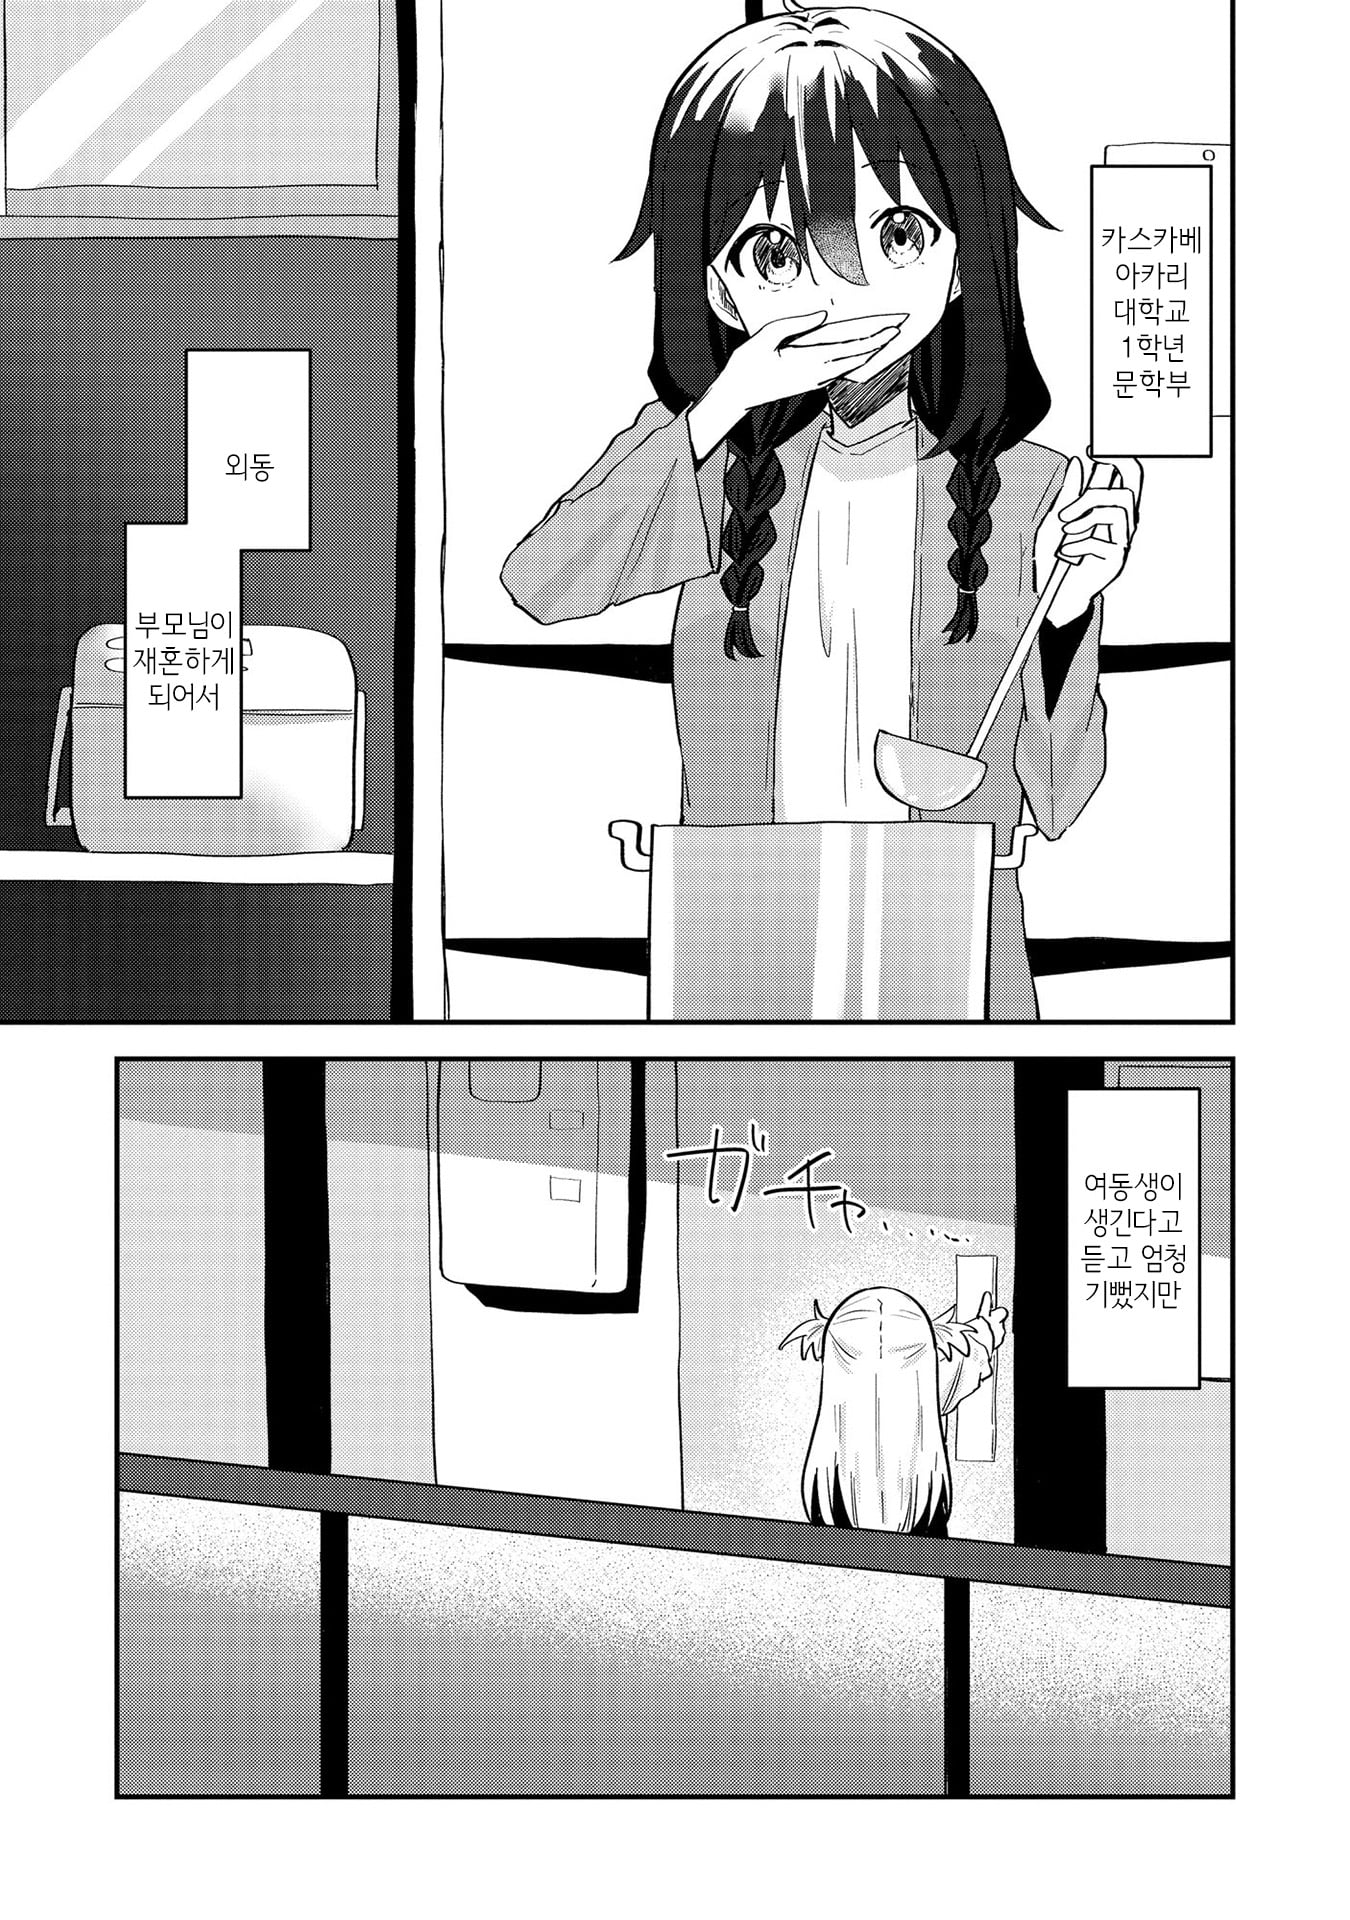 카스카베
아카리
대학교
1학년
문학부
외동
부모님이
재혼하게
되어서
여동생이
생긴다고
듣고 엄청
기뻤지만
ガチャ……